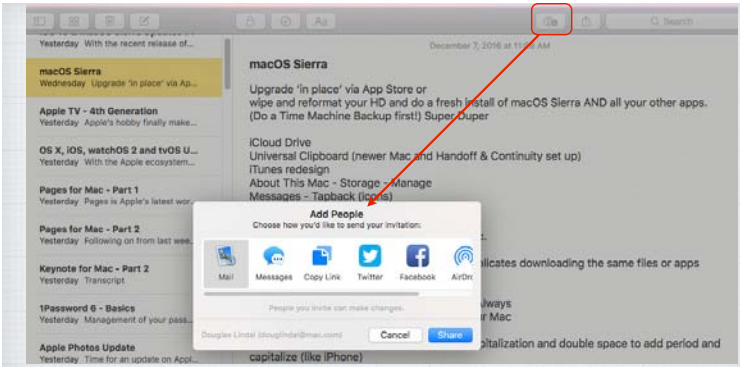 Aa
Search
Yesterday With the recent release of...
macOS Sierra
Wednesday Upgrade 'in place' via Ap...
Apple TV - 4th Generation
Yesterday Apple's hobby finally make...
OS X, iOS, watchOS 2 and tvOS U...
Yesterday With the Apple ecosystem...
Pages for Mac - Part 1
Yesterday Pages is Apple's latest wor...
Pages for Mac - Part 2
Yesterday Following on from last wee...
Keynote for Mac - Part 2
Yesterday Transcript
1Password 6 - Basics
Yesterday Management of your pass...
Apple Photos Update
Yesterday Time for an update on Appl...
December 7, 2016 at AM
macOS Sierra
Upgrade 'in place' via App Store or
wipe and reformat your HD and do a fresh install of macOS Sierra AND all your other apps.
(Do a Time Machine Backup first!) Super Duper
iCloud Drive
Universal Clipboard (newer Mac and Handoff & Continuity set up)
iTunes redesign
About This Mac - Storage - Manage
Messages - Tapback (icons)
downloading the same files or apps
Mac
and double space to add period and
capitalize (like iPhone)
Add People
Choose how you'd like to send your invitation:
Mail
Messages
Copy Link
Twitter
Facebook
People you invite can make changes.
Douglas Lindal (douglindal@mac.com)
Cancel
Share